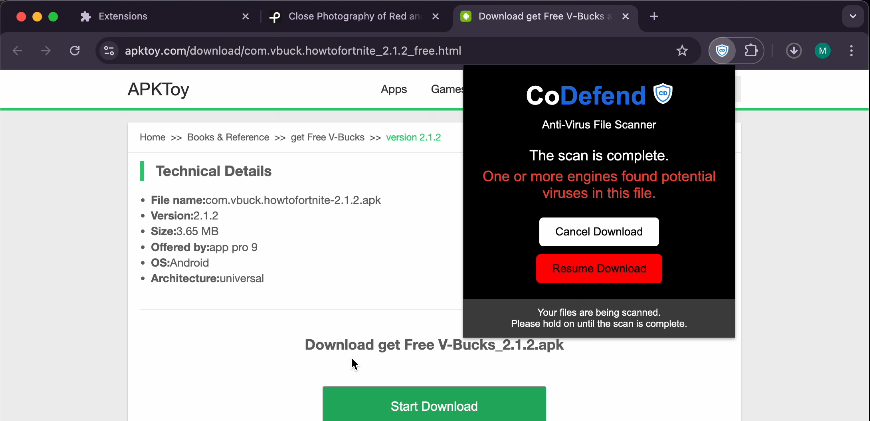 Extensions
Close Photography of Red and
Download get Free V-Bucks a
apktoy.com/download/com.vbuck.howtofortnite_2.1.2_free.html
M
APKToy
Apps
Games
Home >> Books & Reference >> get Free V-Bucks >> version 2.1.2
Technical Details
• File name:com.vbuck.howtofortnite-2.1.2.apk
• Version:2.1.2
• Size:3.65 MB
• Offered by:app pro 9
• OS:Android
• Architecture:universal
Download get Free V-Bucks_2.1.2.apk
Start Download
CoDefend
CD
Anti-Virus File Scanner
The scan is complete.
One or more engines found potential
viruses in this file.
Cancel Download
Resume Download
Your files are being scanned.
Please hold on until the scan is complete.